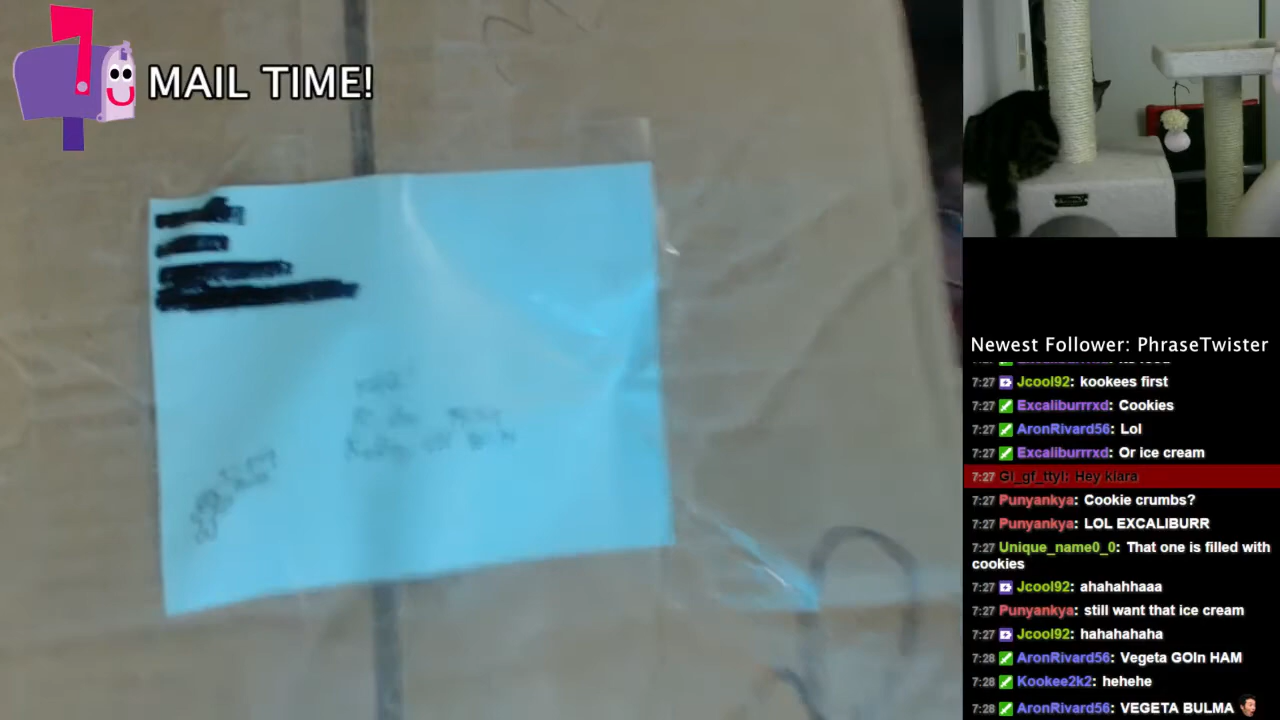 MAIL TIME!
Newest Follower: PhraseTwister
7:27 Jcool92: kookees first
7:27 Excaliburrrxd: Cookies
7:27 AronRivard56: Lol
7:27 Excaliburrrxd: Or ice cream
7:27 Gl_gf_ttyl: Hey kiara
7:27 Punyankya: Cookie crumbs?
7:27 Punyankya: LOL EXCALIBURR
7:27 Unique_name0_0: That one is filled with
cookies
7:27 Jcool92: ahahahhaaa
7:27 Punyankya: still want that ice cream
7:27 Jcool92: hahahahaha
7:28 AronRivard56: Vegeta GOIn HAM
7:28 Kookee2k2: hehehe
7:28 AronRivard56: VEGETA BULMA